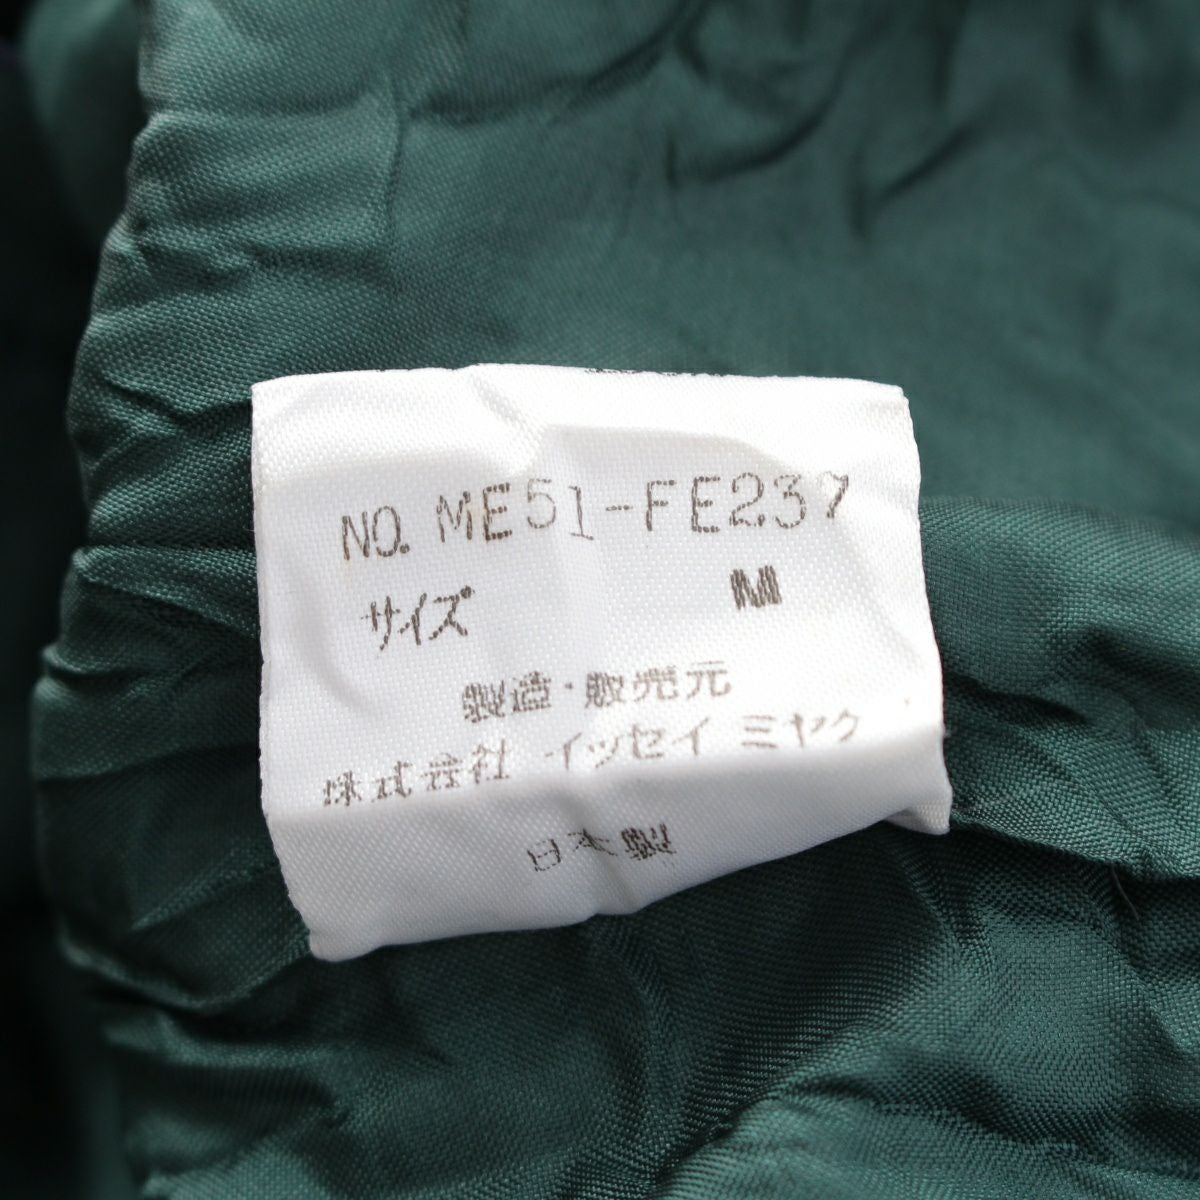 NO. ME51-FE237
サイズ M
製造・販売元
株式会社 イッセイ ミヤケ
日本製